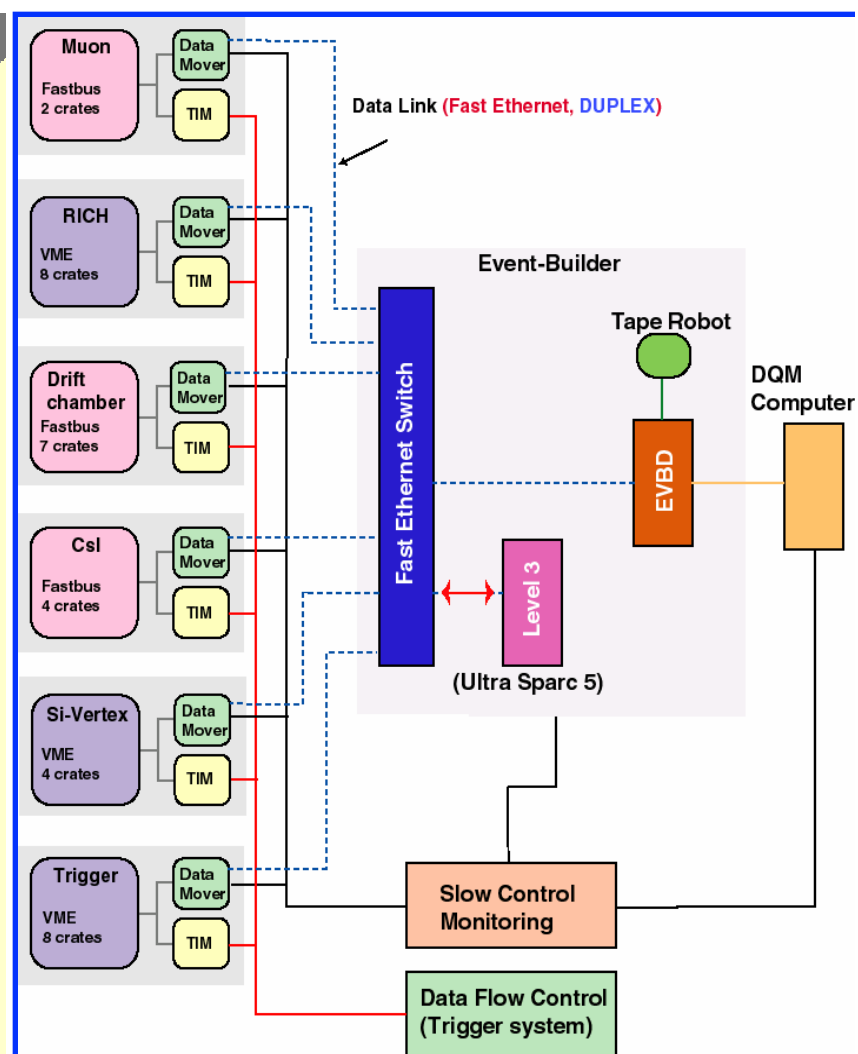 Muon
Fastbus
2 crates
Data
Mover
TIM
Data Link (Fast Ethernet, DUPLEX)
RICH
VME
8 crates
Data
Mover
TIM
Event-Builder
Tape Robot
Drift
chamber
Fastbus
7 crates
Data
Mover
TIM
DQM
Computer
Fast Ethernet Switch
EVBD
CsI
Fastbus
4 crates
Data
Mover
TIM
Level 3
(Ultra Sparc 5)
Si-Vertex
VME
4 crates
Data
Mover
TIM
Trigger
VME
8 crates
Data
Mover
TIM
Slow Control
Monitoring
Data Flow Control
(Trigger system)